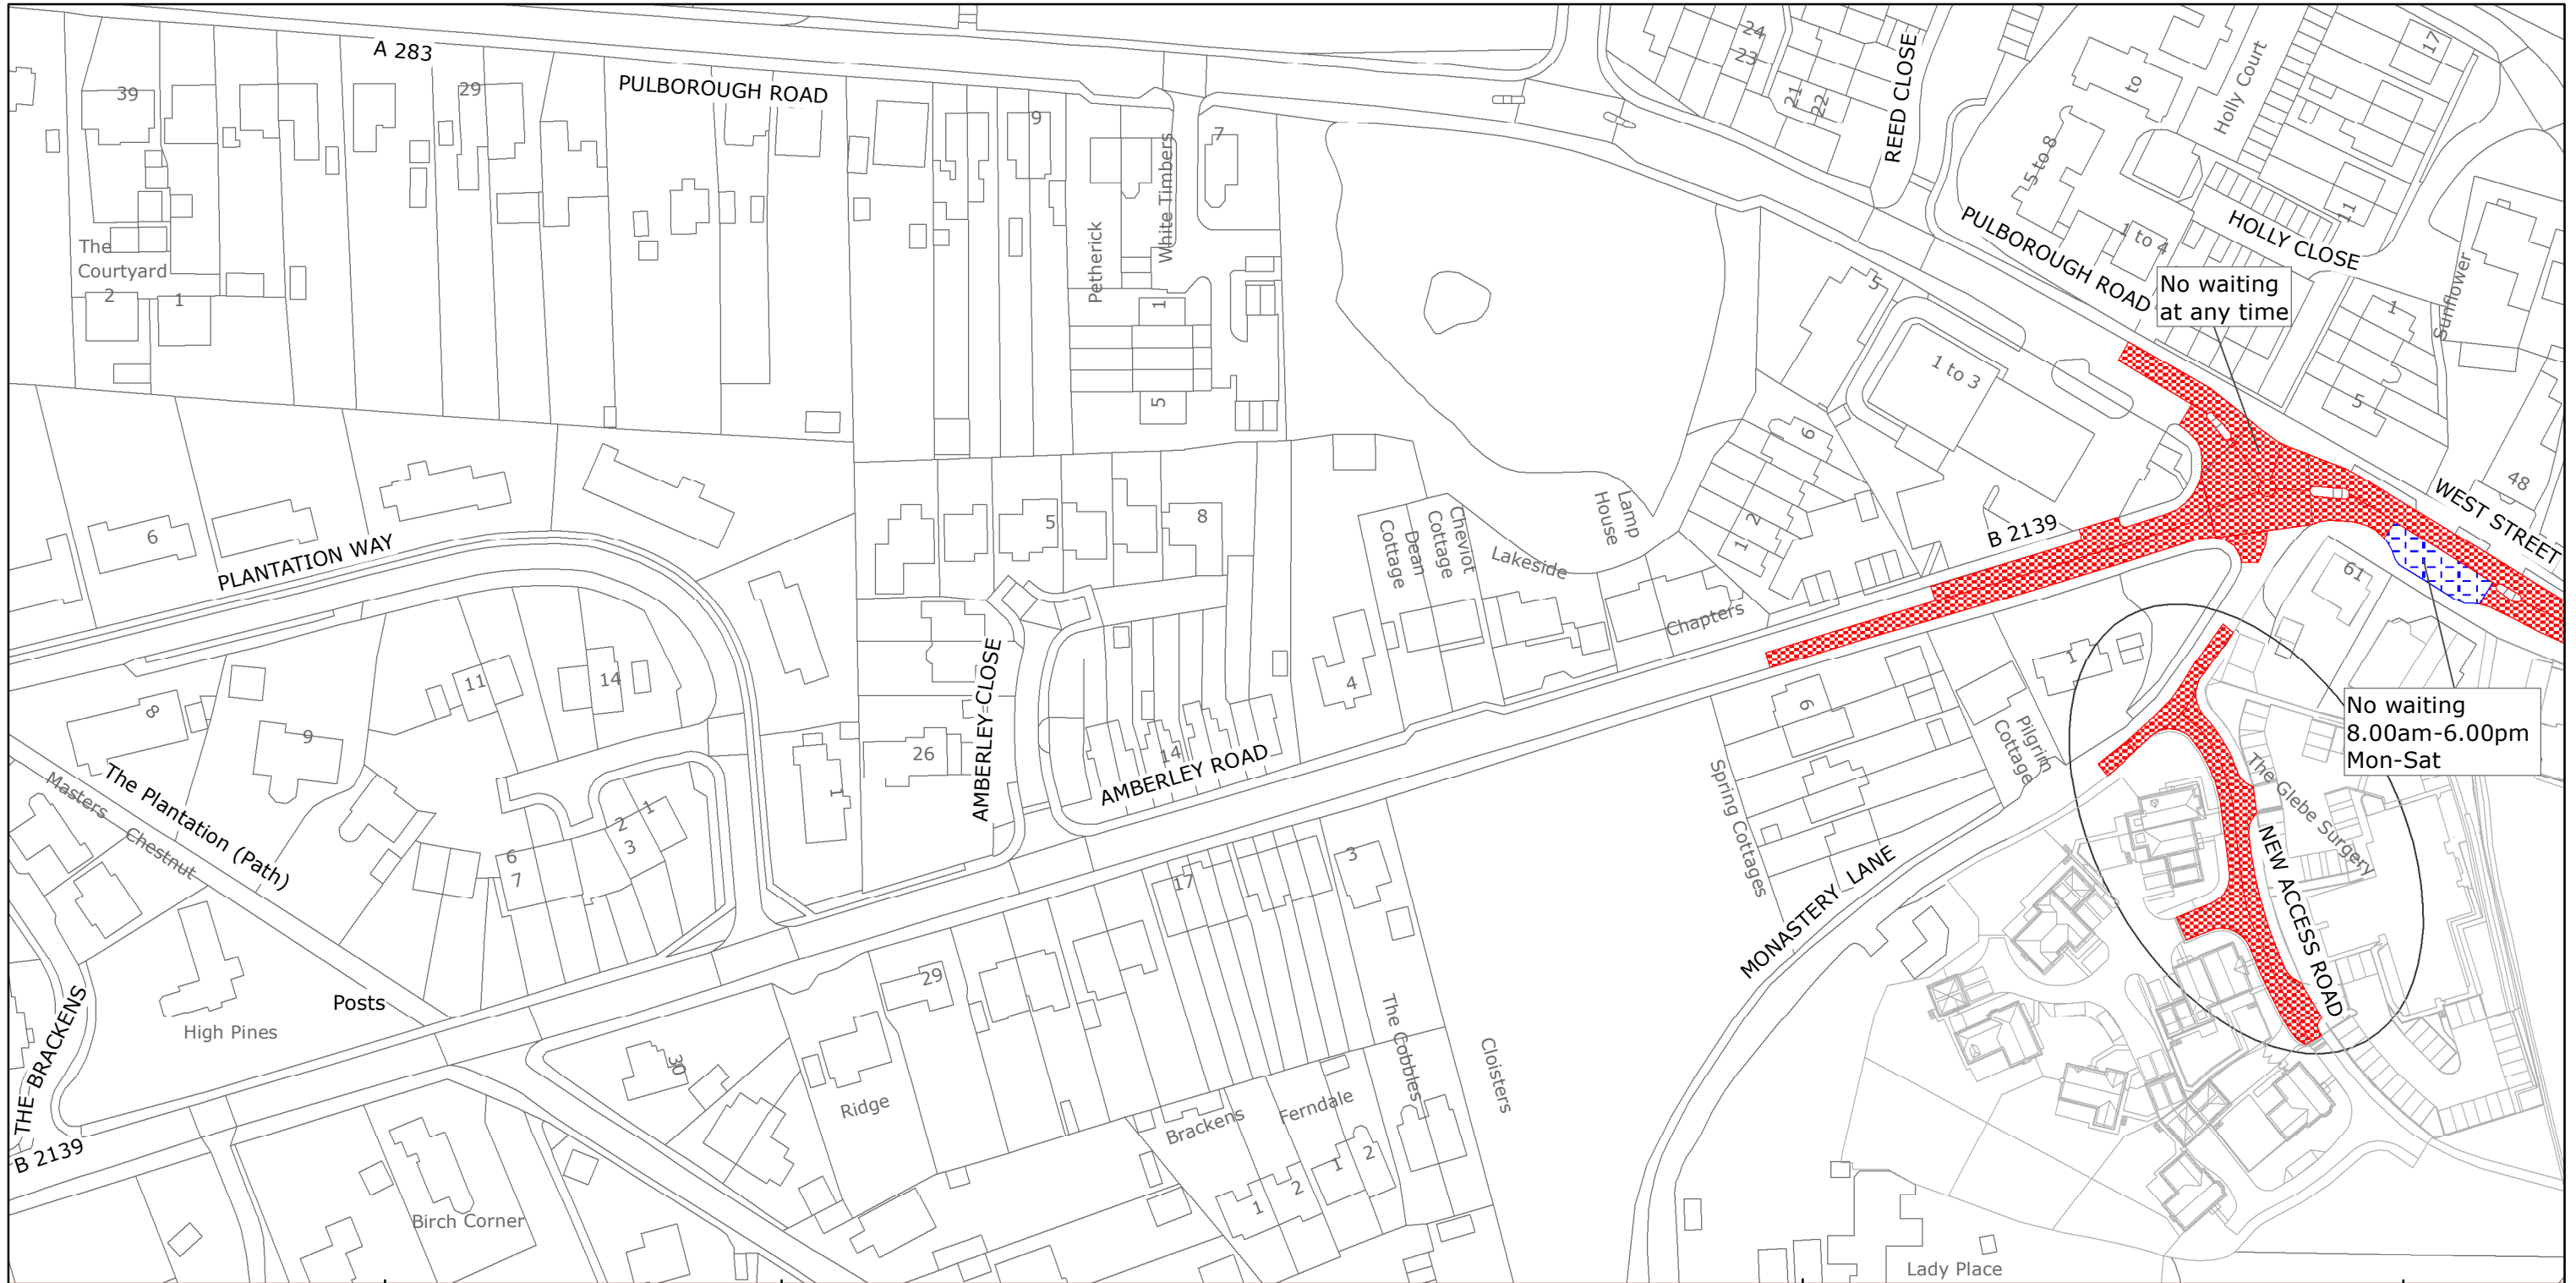 A 283
PULBOROUGH ROAD
39
29
9
7
24
23
21
22
REED CLOSE
to
Holly Court
17
5 to 8
1 to 4
11
PULBOROUGH ROAD
HOLLY CLOSE
No waiting
at any time
The
Courtyard
2
1
Petherick
White Timbers
1
5
5
1 to 3
1
5
Sunflower
48
WEST STREET
6
PLANTATION WAY
5
8
Cottage
Dean
Cottage
Cheviot
Lakeside
House
Lamp
6
2
1
B 2139
61
Chapters
4
8
9
11
14
AMBERLEY CLOSE
26
1
14
AMBERLEY ROAD
6
Spring Cottages
Cottage
Pilgrim
1
No waiting
8.00am-6.00pm
Mon-Sat
The Glebe Surgery
NEW ACCESS ROAD
MONASTERY LANE
Masters
Chestnut
The Plantation (Path)
2
1
3
6
7
17
3
29
30
Posts
High Pines
THE BRACKENS
B 2139
Ridge
Brackens
Ferndale
The Cobbles
Cloisters
1
2
1
2
Birch Corner
Lady Place